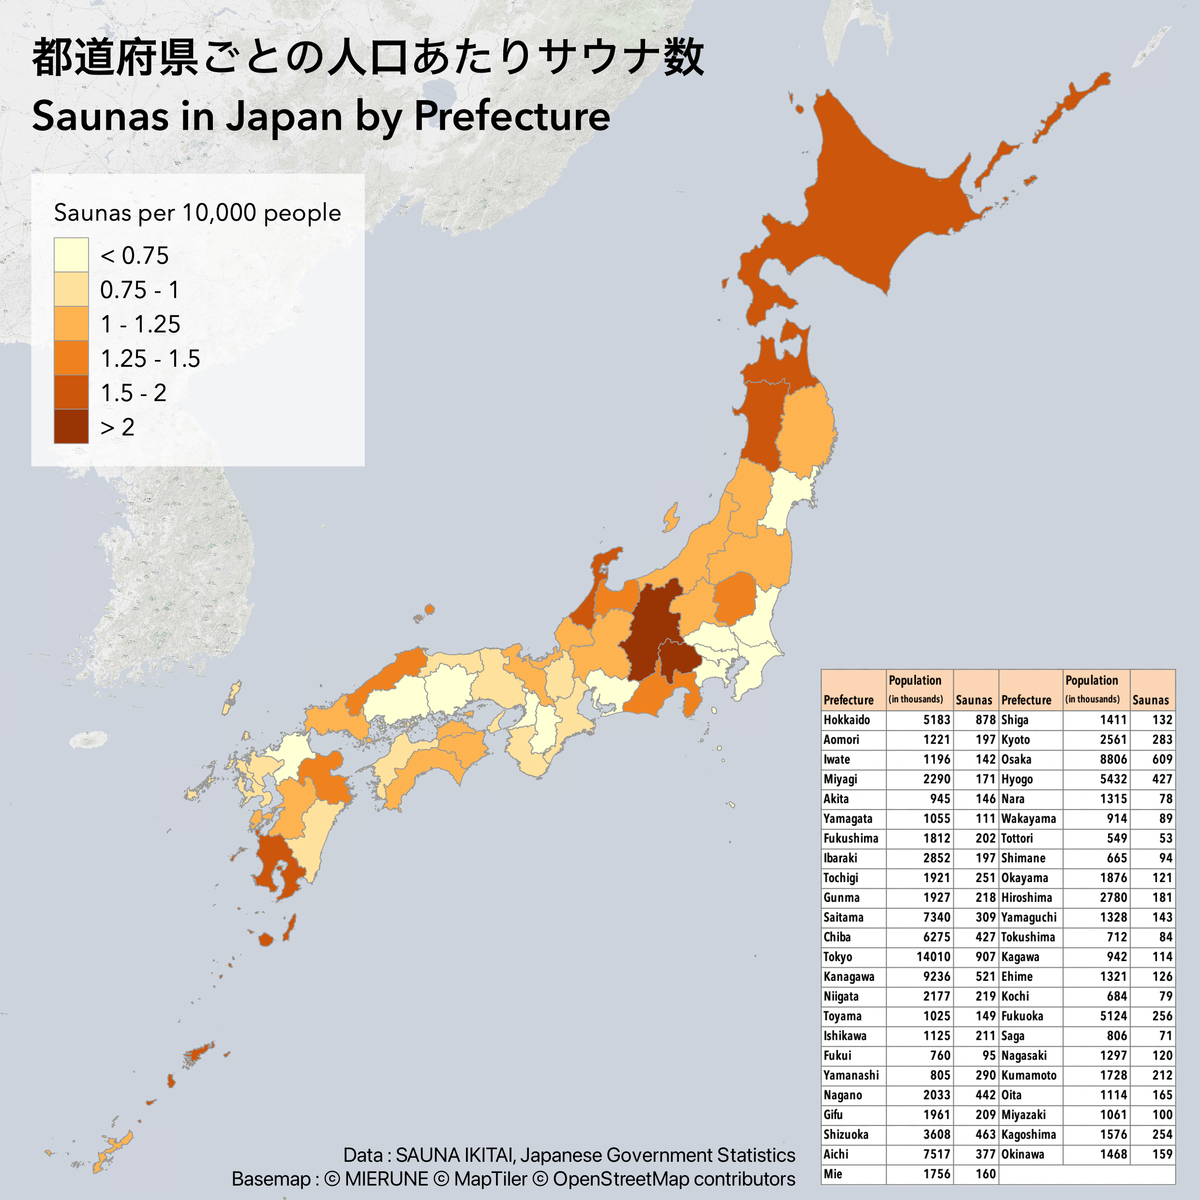 都道府県ごとの人口あたりサウナ数
Saunas in Japan by Prefecture
Saunas per 10,000 people
< 0.75
0.75 - 1
1 - 1.25
1.25 - 1.5
1.5 - 2
> 2
Prefecture Population (in thousands) Saunas Prefecture Population (in thousands) Saunas
Hokkaido 5183 878 Shiga 1411 132
Aomori 1221 197 Kyoto 2561 283
Iwate 1196 142 Osaka 8806 609
Miyagi 2290 171 Hyogo 5432 427
Akita 945 146 Nara 1315 78
Yamagata 1055 111 Wakayama 914 89
Fukushima 1812 202 Tottori 549 53
Ibaraki 2852 197 Shimane 665 94
Tochigi 1921 251 Okayama 1876 121
Gunma 1927 218 Hiroshima 2780 181
Saitama 7340 309 Yamaguchi 1328 143
Chiba 6275 427 Tokushima 712 84
Tokyo 14010 907 Kagawa 942 114
Kanagawa 9236 521 Ehime 1321 126
Niigata 2177 219 Kochi 684 79
Toyama 1025 149 Fukuoka 5124 256
Ishikawa 1125 211 Saga 806 71
Fukui 760 95 Nagasaki 1297 120
Yamanashi 805 290 Kumamoto 1728 212
Nagano 2033 442 Oita 1114 165
Gifu 1961 209 Miyazaki 1061 100
Shizuoka 3608 463 Kagoshima 1576 254
Aichi 7517 377 Okinawa 1468 159
Mie 1756 160
Data : SAUNA IKITAI, Japanese Government Statistics
Basemap : © MIERUNE © MapTiler © OpenStreetMap contributors